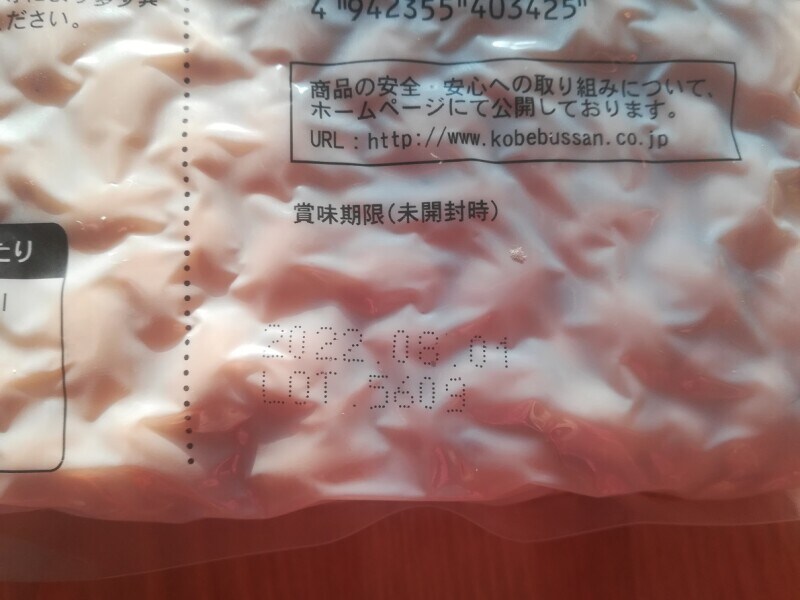 ください。
4 "942355"403425"
商品の安全・安心への取り組みについて、
ホームページにて公開しております。
URL：http://www.kobebussan.co.jp
賞味期限（未開封時）
たり
2022.08.01
LOT.5609